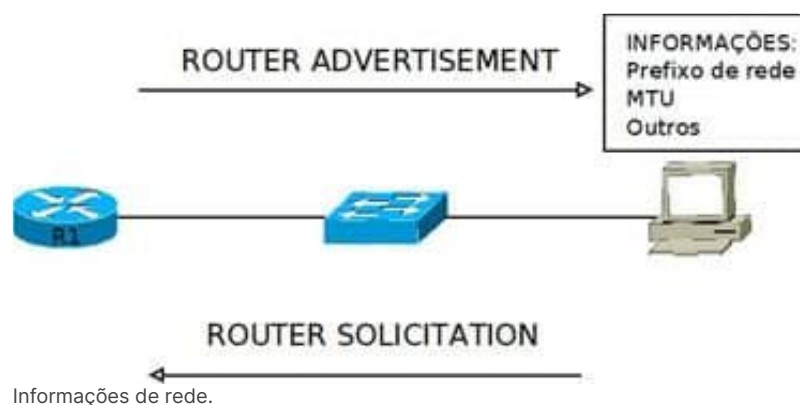 ROUTER ADVERTISEMENT
INFORMAÇÕES:
Prefixo de rede
MTU
Outros
R1
ROUTER SOLICITATION
Informações de rede.